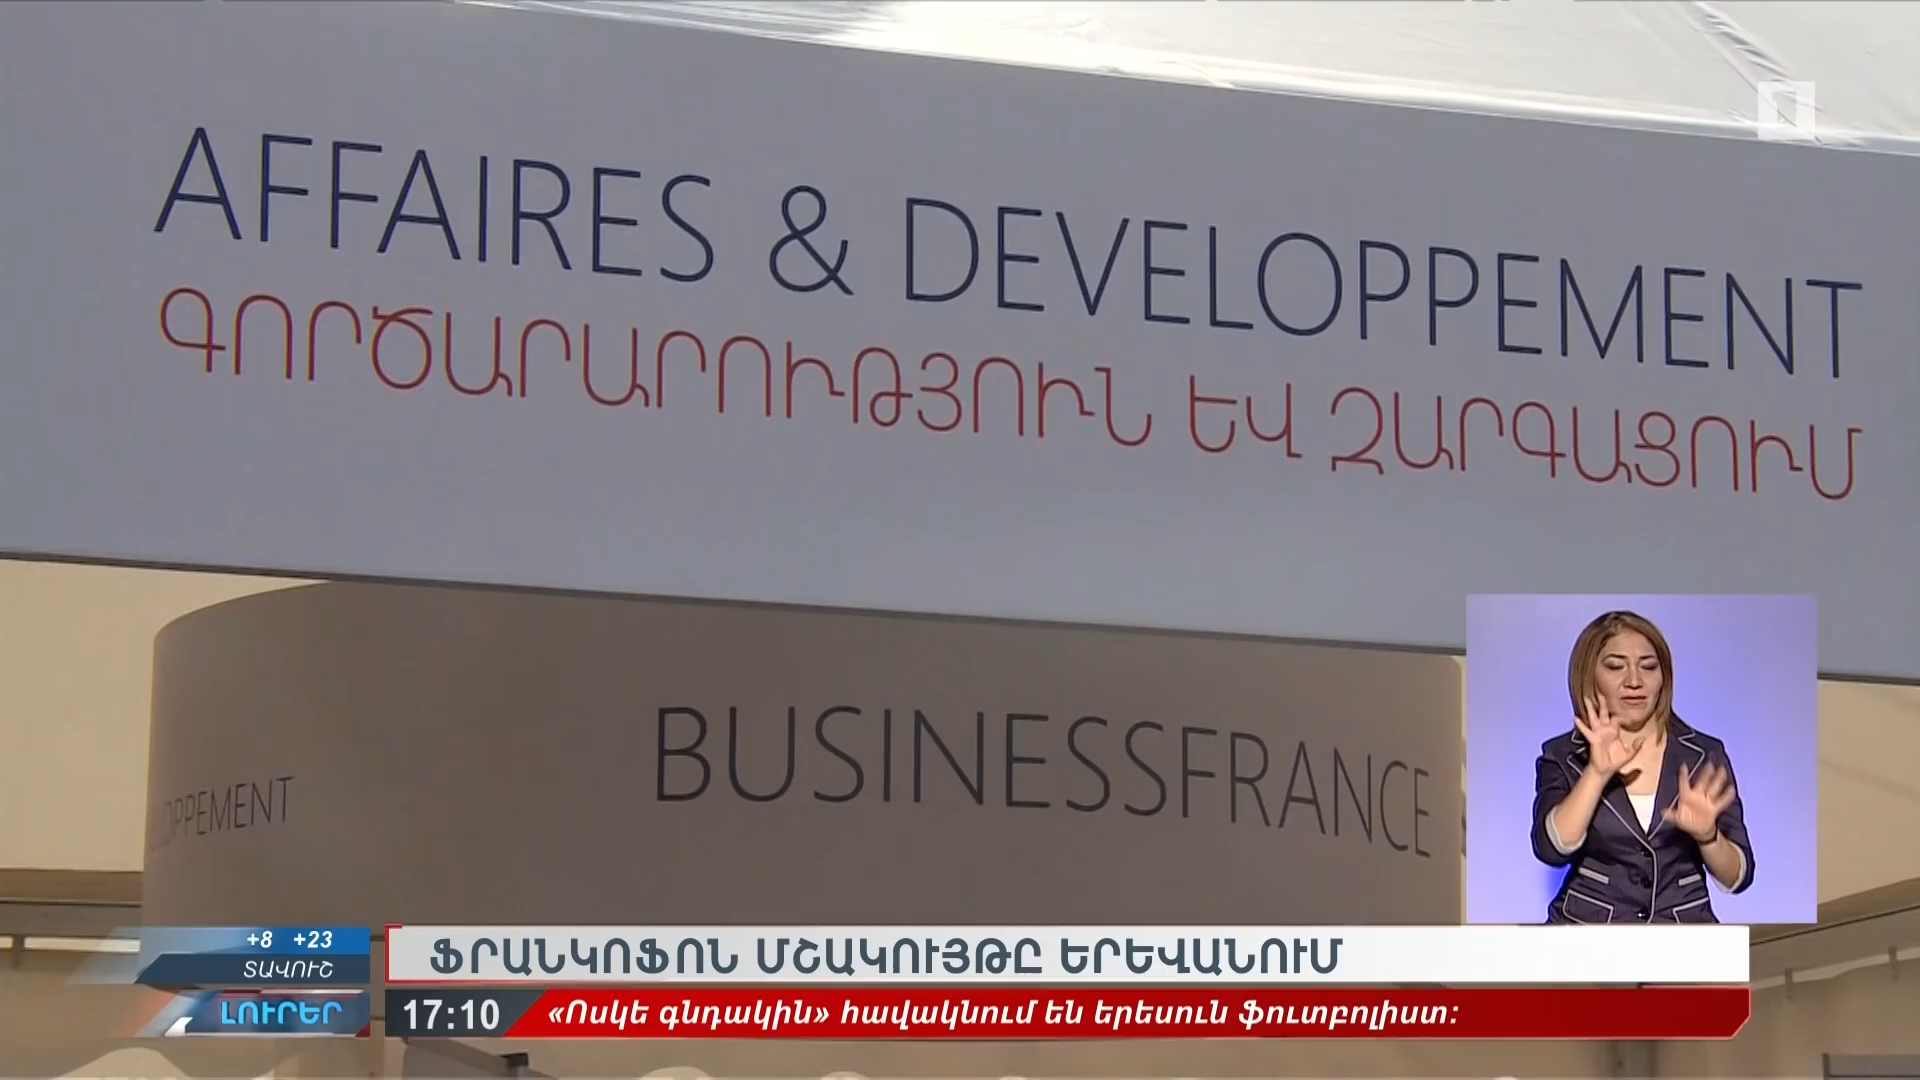 AFFAIRES & DEVELOPPEMENT
ԳՈՐԾԱՐԱՐՈՒԹՅՈՒՆ ԵՎ ԶԱՐԳԱՑՈՒՄ
BUSINESSFRANCE
OPPEMENT
+8 +23
ՏԱՎՈՒՇ
ԼՈՒՐԵՐ
ՖՐԱՆԿՈՖՈՆ ՄՇԱԿՈՒՅԹԸ ԵՐԵՎԱՆՈՒՄ
17:10
«Ոսկե գնդակին» հավակնում են երեսուն ֆուտբոլիստ: